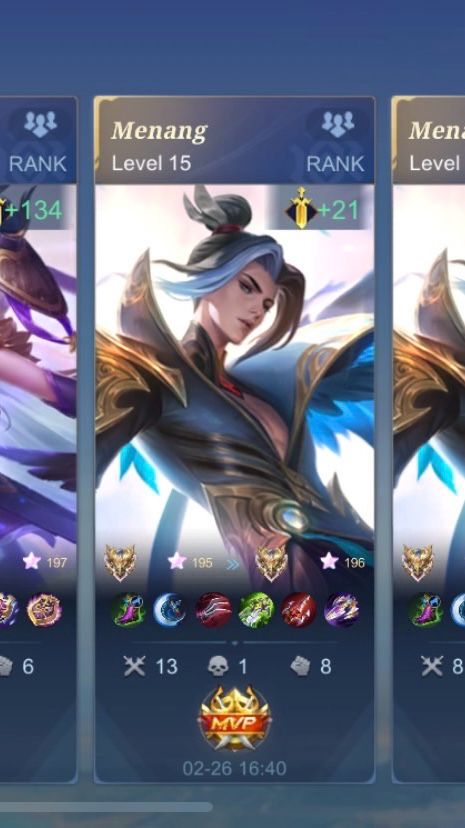 Menang
Level 15
RANK
+21
195 » 196
13 1 8
MVP
02-26 16:40
RANK
+134
197
6
Mena
Level
8